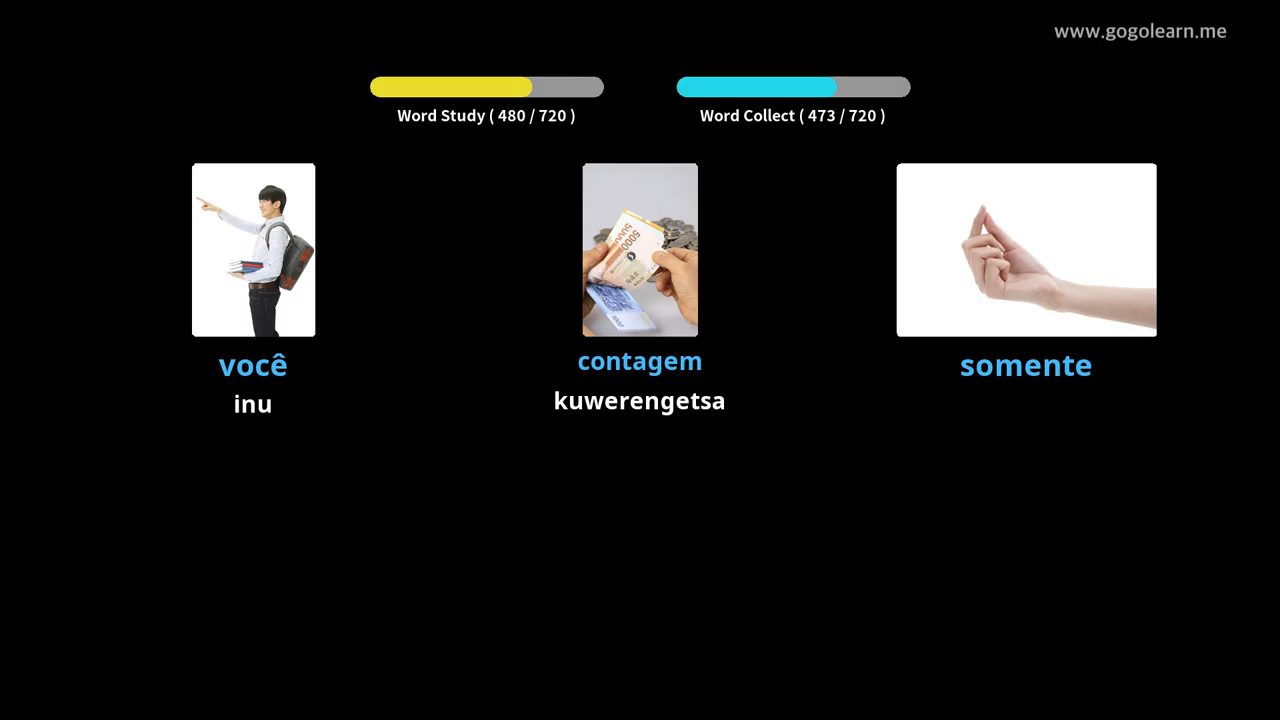 www.gogolearn.me
Word Study ( 480 / 720 )
Word Collect ( 473 / 720 )
você
contagem
somente
inu
kuwerengetsa